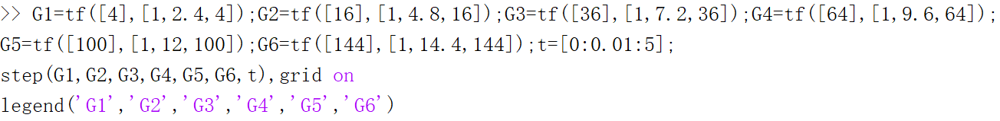 >> G1=tf([4],[1,2.4,4]);G2=tf([16],[1,4.8,16]);G3=tf([36],[1,7.2,36]);G4=tf([64],[1,9.6,64]);
G5=tf([100],[1,12,100]);G6=tf([144],[1,14.4,144]);t=[0:0.01:5];
step(G1,G2,G3,G4,G5,G6,t),grid on
legend('G1','G2','G3','G4','G5','G6')